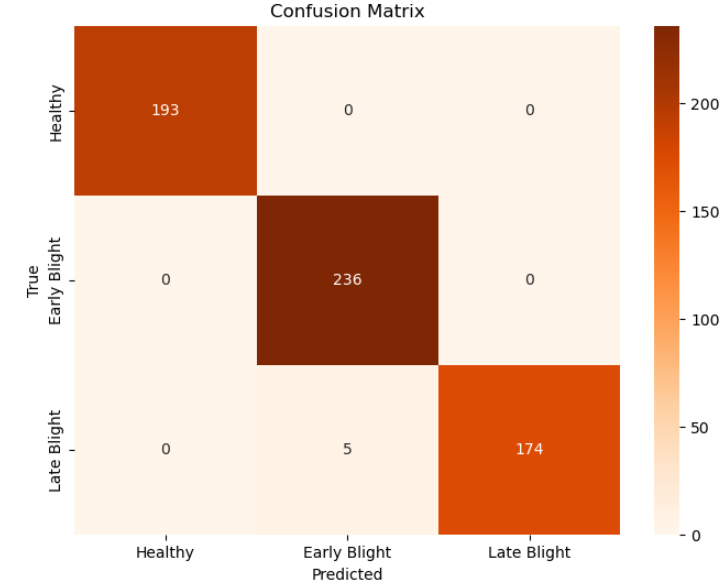 Confusion Matrix
Healthy
193
0
0
200
150
True
Early Blight
0
236
0
100
Late Blight
0
5
174
50
0
Healthy
Early Blight
Late Blight
Predicted